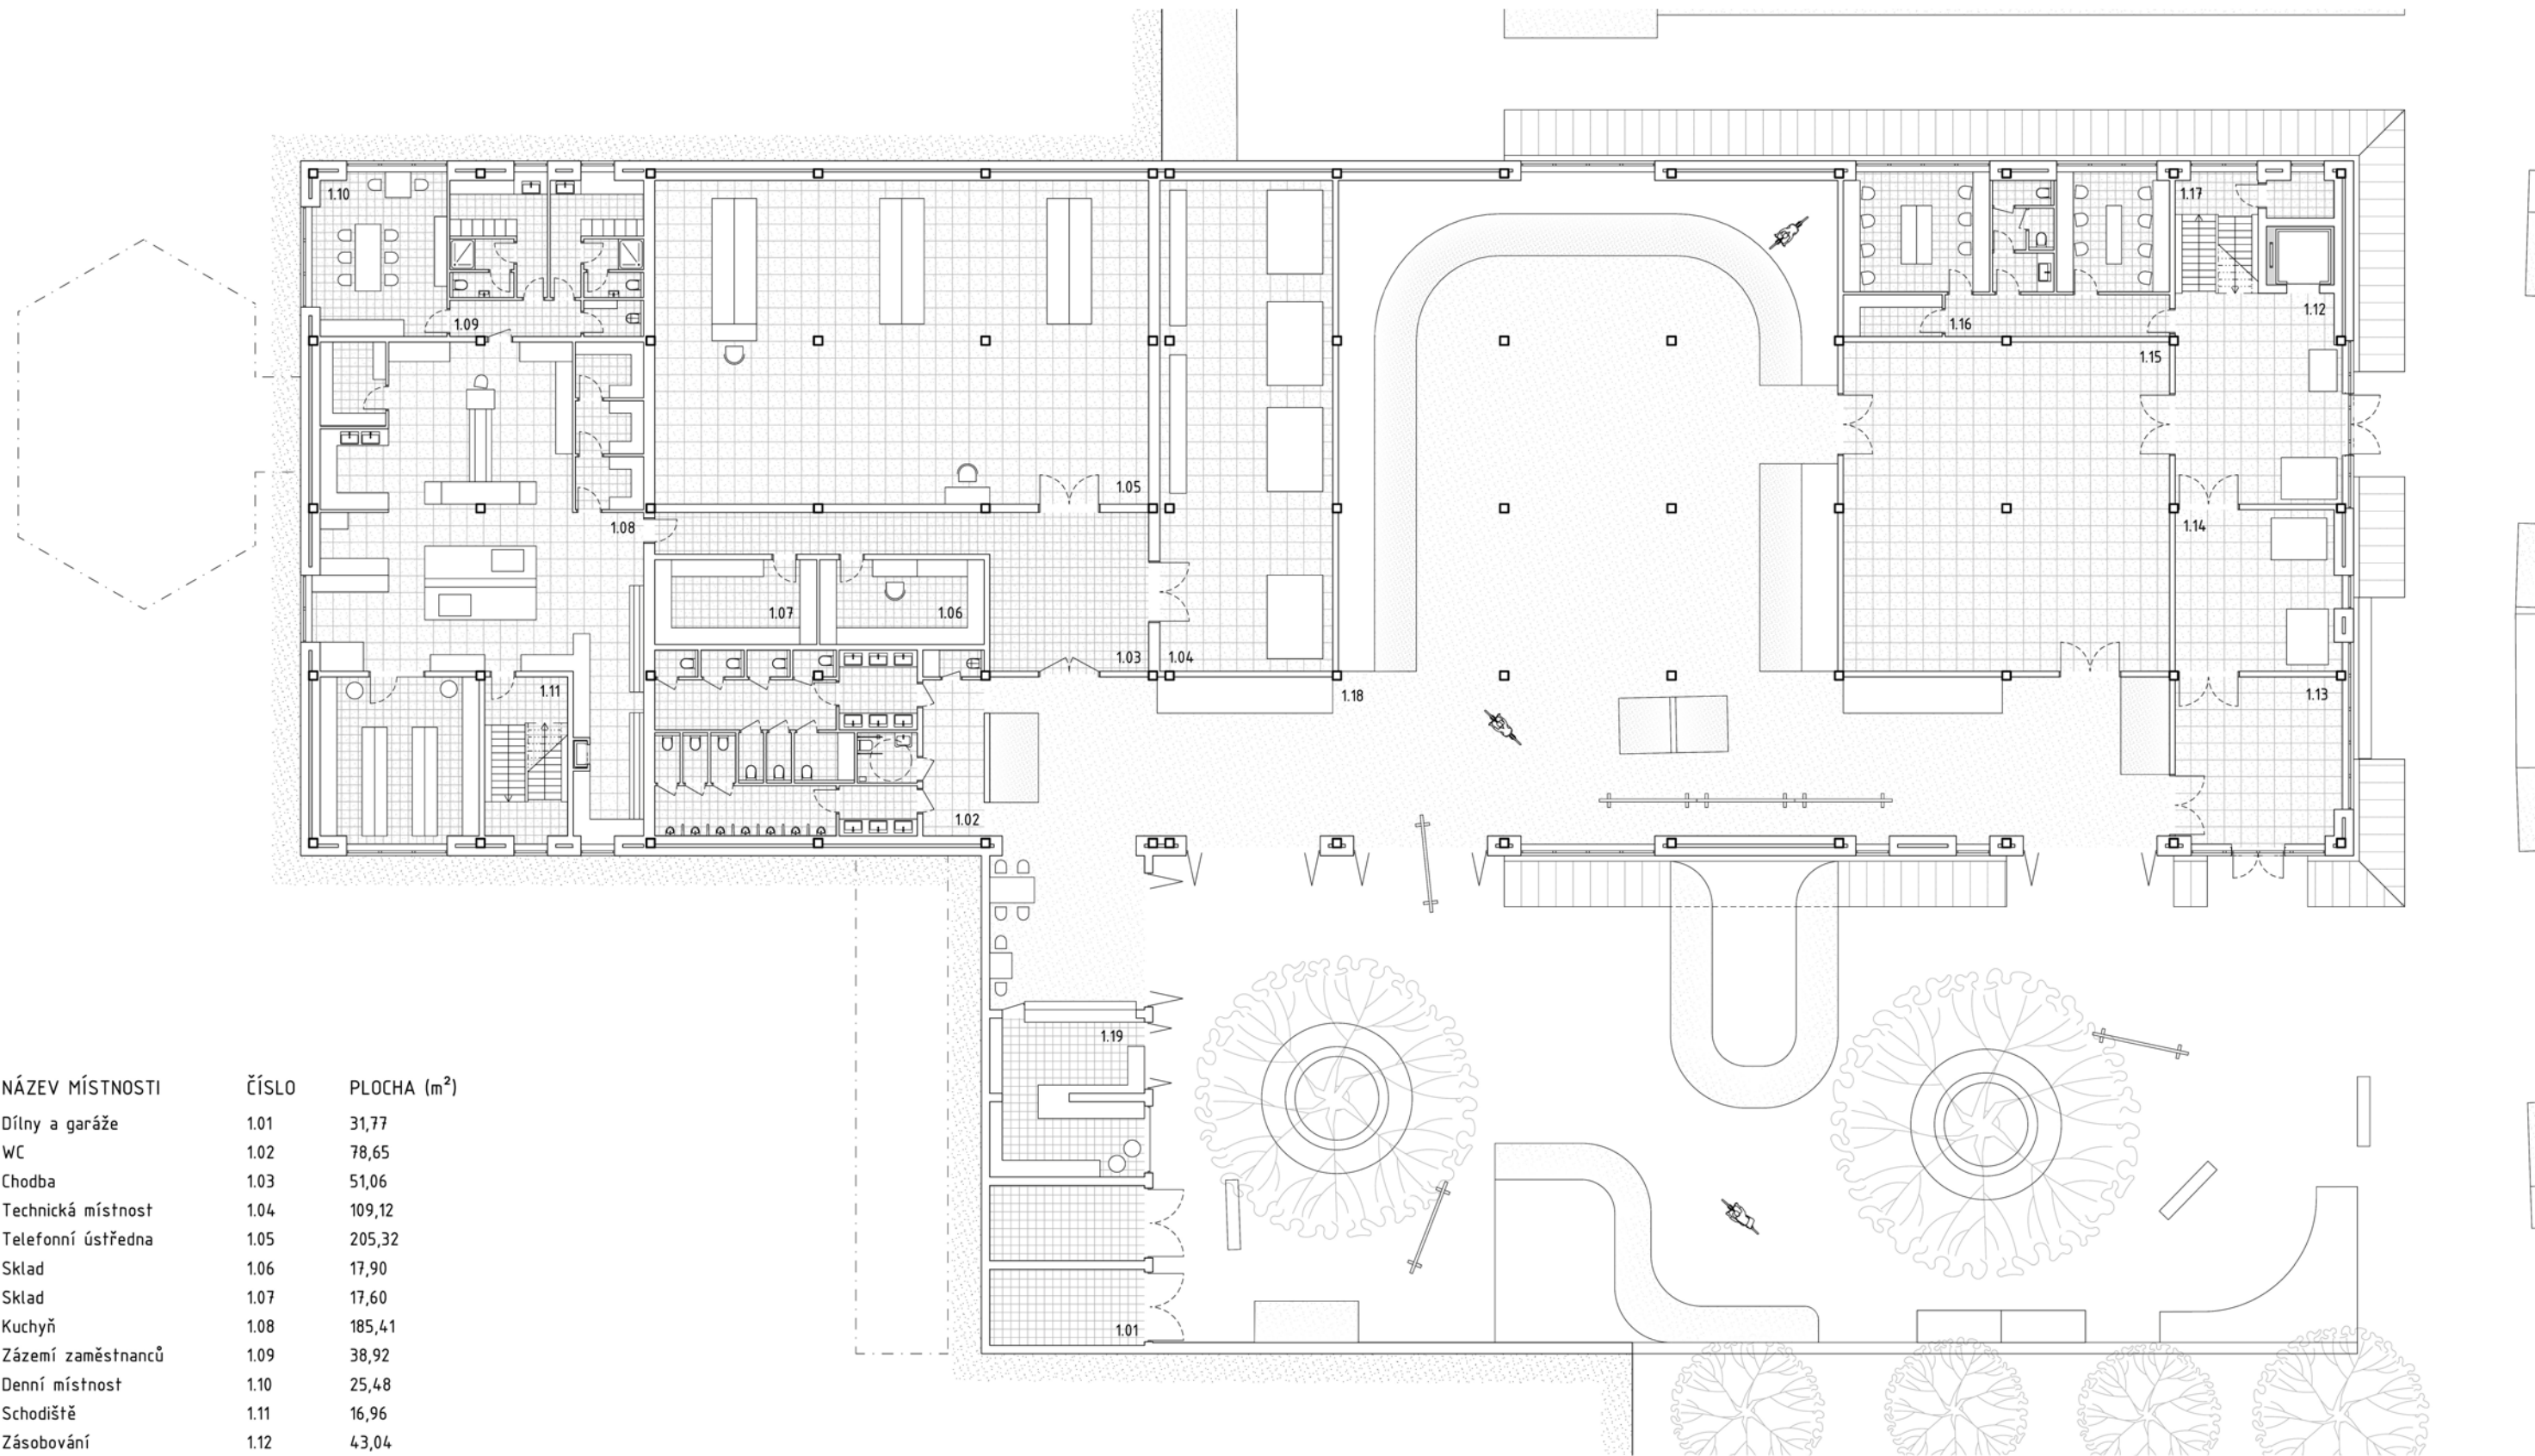 1.10
1.17
1.09
1.16
1.12
1.15
1.05
1.08
1.14
1.07
1.06
1.03
1.04
1.11
1.18
1.13
1.02
1.19
1.01
NÁZEV MÍSTNOSTI ČÍSLO PLOCHA (m²)
Dílny a garáže 1.01 31,77
WC 1.02 78,65
Chodba 1.03 51,06
Technická místnost 1.04 109,12
Telefonní ústředna 1.05 205,32
Sklad 1.06 17,90
Sklad 1.07 17,60
Kuchyň 1.08 185,41
Zázemí zaměstnanců 1.09 38,92
Denní místnost 1.10 25,48
Schodiště 1.11 16,96
Zásobování 1.12 43,04